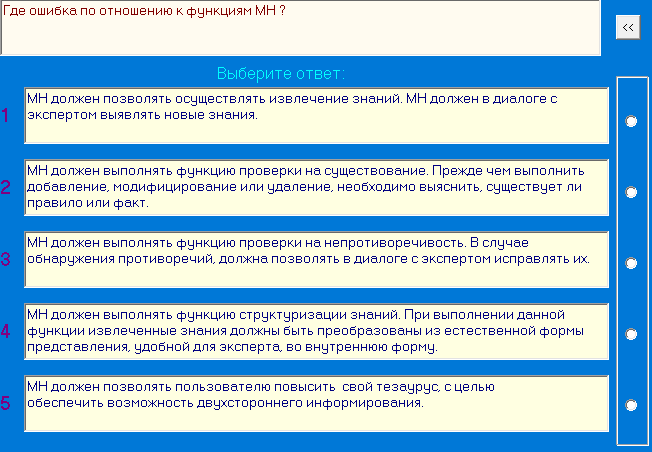 Где ошибка по отношению к функциям МН ?
<<
Выберите ответ:
1
МН должен позволять осуществлять извлечение знаний. МН должен в диалоге с
экспертом выявлять новые знания.
2
МН должен выполнять функцию проверки на существование. Прежде чем выполнить
добавление, модифицирование или удаление, необходимо выяснить, существует ли
правило или факт.
3
МН должен выполнять функцию проверки на непротиворечивость. В случае
обнаружения противоречий, должна позволять в диалоге с экспертом исправлять их.
4
МН должен выполнять функцию структуризации знаний. При выполнении данной
функции извлеченные знания должны быть преобразованы из естественной формы
представления, удобной для эксперта, во внутреннюю форму.
5
МН должен позволять пользователю повысить свой тезаурус, с целью
обеспечить возможность двухстороннего информирования.